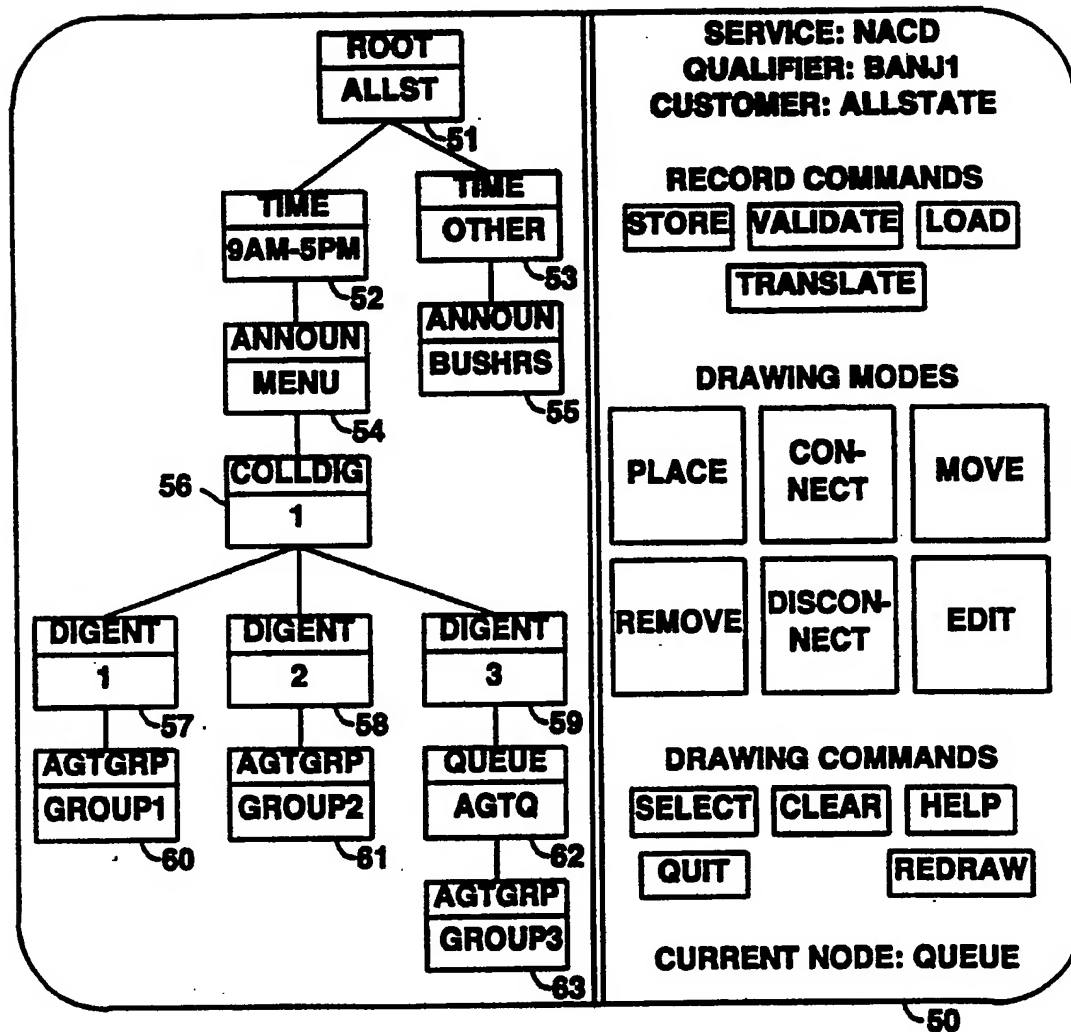 ROOT
ALLST
51
TIME
9AM-5PM
52
TIME
OTHER
53
ANNOUN
MENU
54
ANNOUN
BUSHRS
55
56
COLLDIG
1
DIGENT
1
57
DIGENT
2
58
DIGENT
3
59
AGTGRP
GROUP1
60
AGTGRP
GROUP2
61
QUEUE
AGTQ
62
AGTGRP
GROUP3
63
SERVICE: NACD
QUALIFIER: BANJ1
CUSTOMER: ALLSTATE
RECORD COMMANDS
STORE VALIDATE LOAD
TRANSLATE
DRAWING MODES
PLACE
CON-
NECT
MOVE
REMOVE
DISCON-
NECT
EDIT
DRAWING COMMANDS
SELECT CLEAR HELP
QUIT REDRAW
CURRENT NODE: QUEUE
50